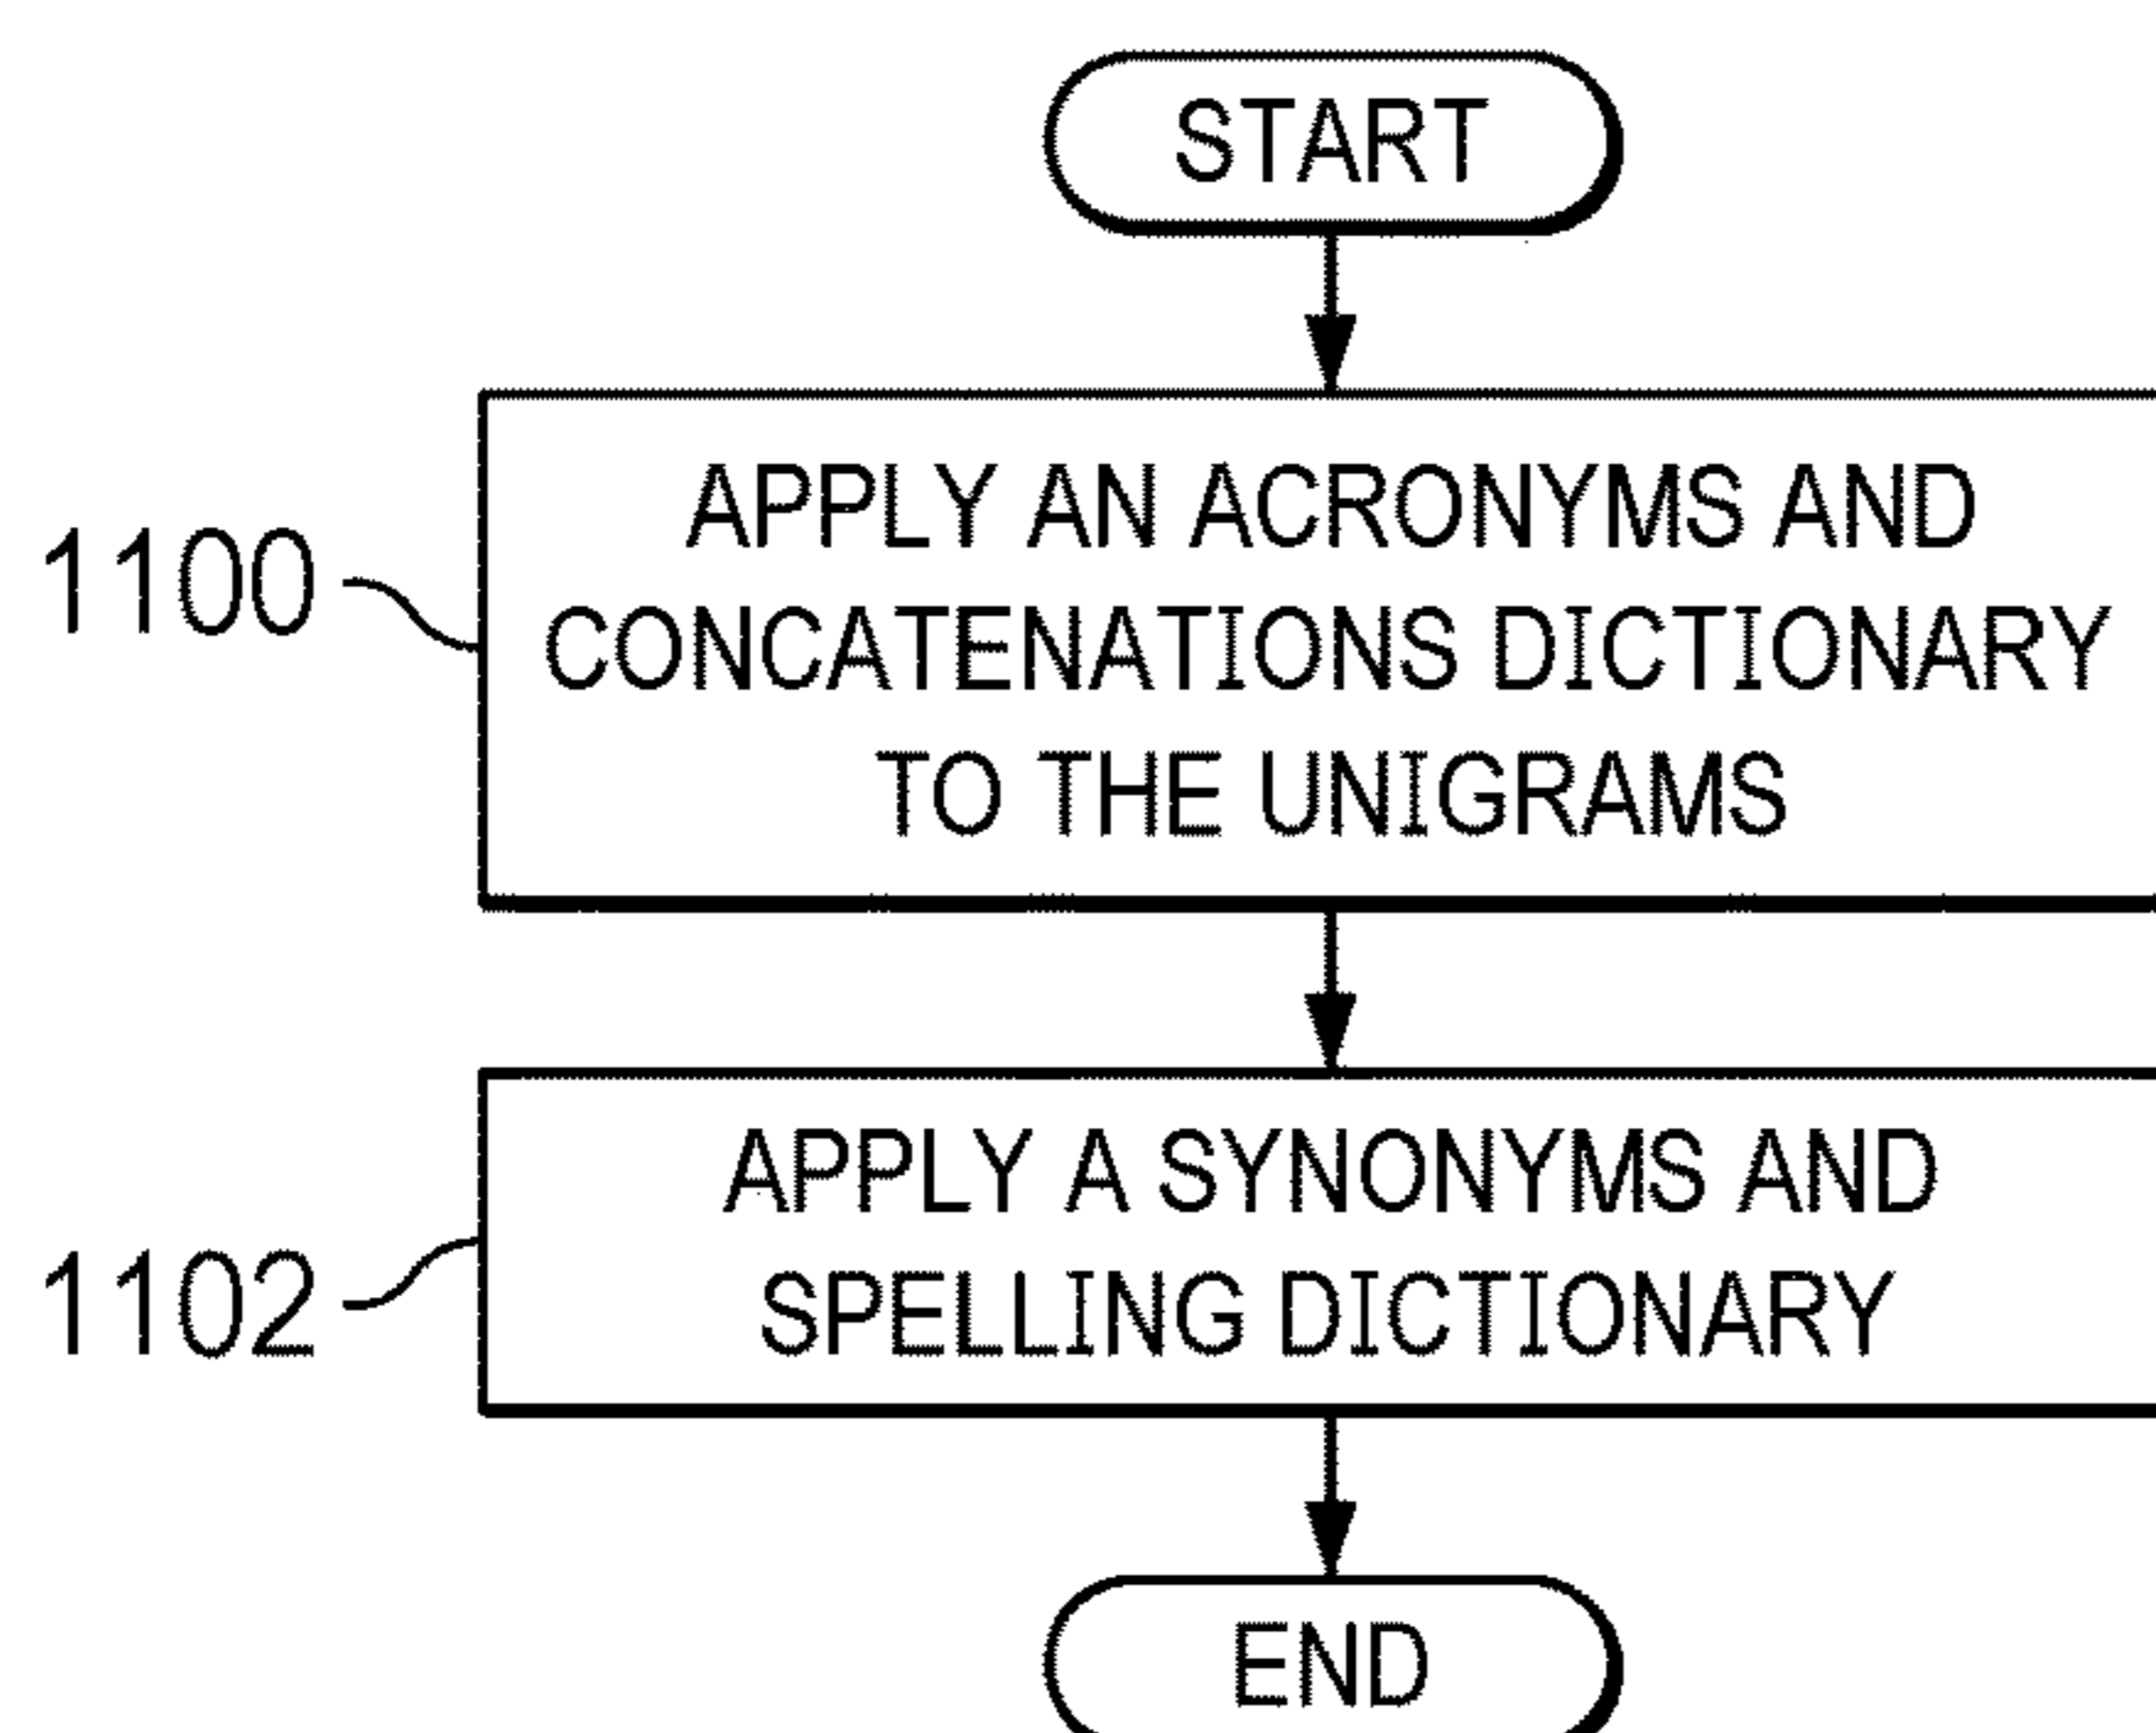 START
1100
APPLY AN ACRONYMS AND
CONCATENATIONS DICTIONARY
TO THE UNIGRAMS
1102
APPLY A SYNONYMS AND
SPELLING DICTIONARY
END